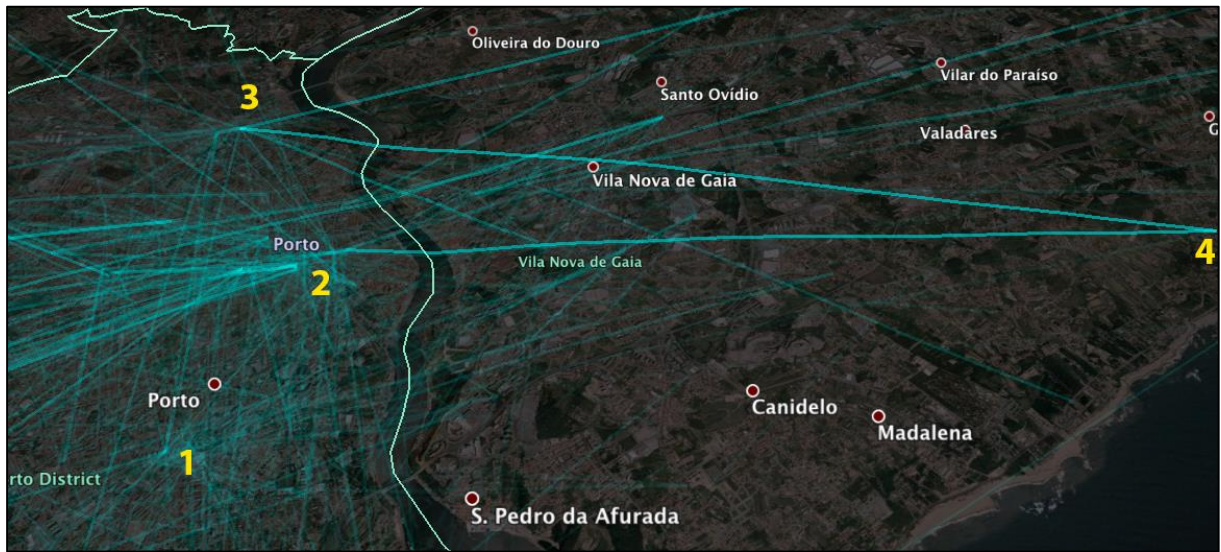 Oliveira do Douro
Vilar do Paraíso
Santo Ovídio
3
G
Valadares
Vila Nova de Gaia
Porto
4
Vila Nova de Gaia
2
Porto
Canidelo
Madalena
1
rto District
S. Pedro da Afurada